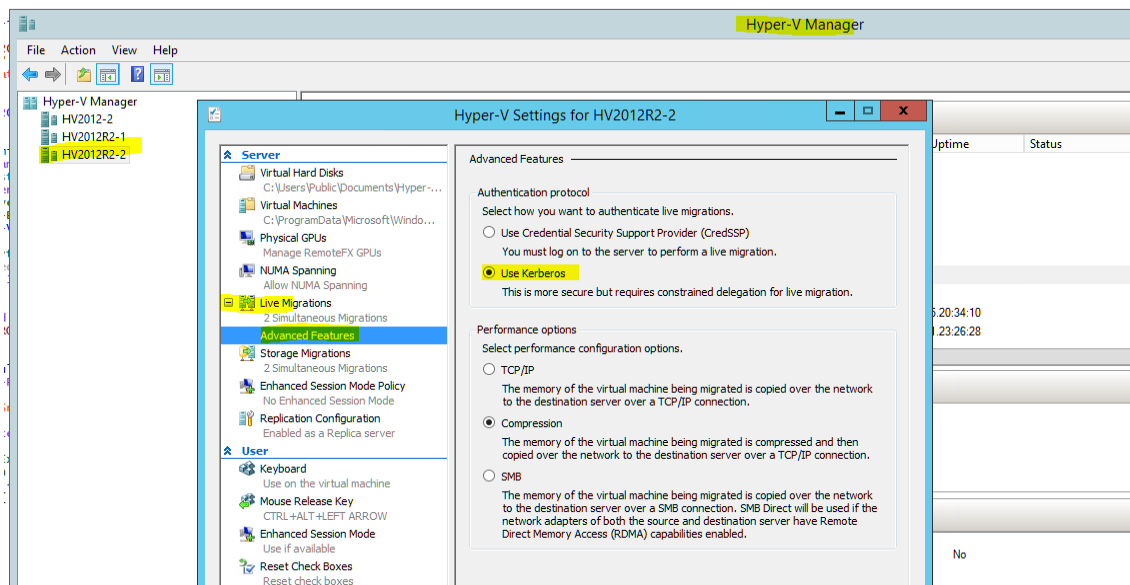 Hyper-V Manager
File Action View Help
Hyper-V Manager
HV2012-2
HV2012R2-1
HV2012R2-2
Hyper-V Settings for HV2012R2-2
Server
Virtual Hard Disks
C:\Users\Public\Documents\Hyper-...
Virtual Machines
C:\ProgramData\Microsoft\Windo...
Physical GPUs
Manage RemoteFX GPUs
NUMA Spanning
Allow NUMA Spanning
Live Migrations
2 Simultaneous Migrations
Advanced Features
Storage Migrations
2 Simultaneous Migrations
Enhanced Session Mode Policy
No Enhanced Session Mode
Replication Configuration
Enabled as a Replica server
User
Keyboard
Use on the virtual machine
Mouse Release Key
CTRL+ALT+LEFT ARROW
Enhanced Session Mode
Use if available
Reset Check Boxes
Reset check boxes
Advanced Features
Authentication protocol
Select how you want to authenticate live migrations.
Use Credential Security Support Provider (CredSSP)
You must log on to the server to perform a live migration.
Use Kerberos
This is more secure but requires constrained delegation for live migration.
Performance options
Select performance configuration options.
TCP/IP
The memory of the virtual machine being migrated is copied over the network
to the destination server over a TCP/IP connection.
Compression
The memory of the virtual machine being migrated is compressed and then
copied over the network to the destination server over a TCP/IP connection.
SMB
The memory of the virtual machine being migrated is copied over the network
to the destination server over a SMB connection. SMB Direct will be used if the
network adapters of both the source and destination server have Remote
Direct Memory Access (RDMA) capabilities enabled.
Uptime Status
.20:34:10
.23:26:28
No